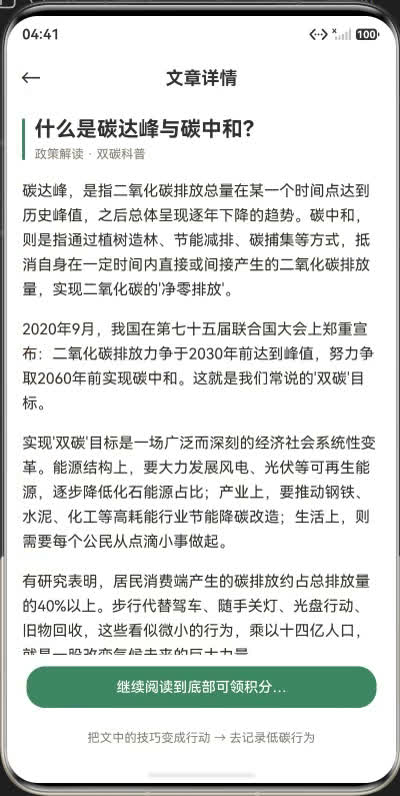 04:41
100
文章详情
什么是碳达峰与碳中和?
政策解读 · 双碳科普
碳达峰，是指二氧化碳排放总量在某一个时间点达到
历史峰值，之后总体呈现逐年下降的趋势。碳中和，
则是指通过植树造林、节能减排、碳捕集等方式，抵
消自身在一定时间内直接或间接产生的二氧化碳排放
量，实现二氧化碳的'净零排放'。
2020年9月，我国在第七十五届联合国大会上郑重宣
布：二氧化碳排放力争于2030年前达到峰值，努力争
取2060年前实现碳中和。这就是我们常说的'双碳'目
标。
实现'双碳'目标是一场广泛而深刻的经济社会系统性变
革。能源结构上，要大力发展风电、光伏等可再生能
源，逐步降低化石能源占比；产业上，要推动钢铁、
水泥、化工等高耗能行业节能降碳改造；生活上，则
需要每个公民从点滴小事做起。
有研究表明，居民消费端产生的碳排放约占总排放量
的40%以上。步行代替驾车、随手关灯、光盘行动、
旧物回收，这些看似微小的行为，乘以十四亿人口，
就是一股改变气候未来的巨大力量
继续阅读到底部可领积分...
把文中的技巧变成行动 → 去记录低碳行为